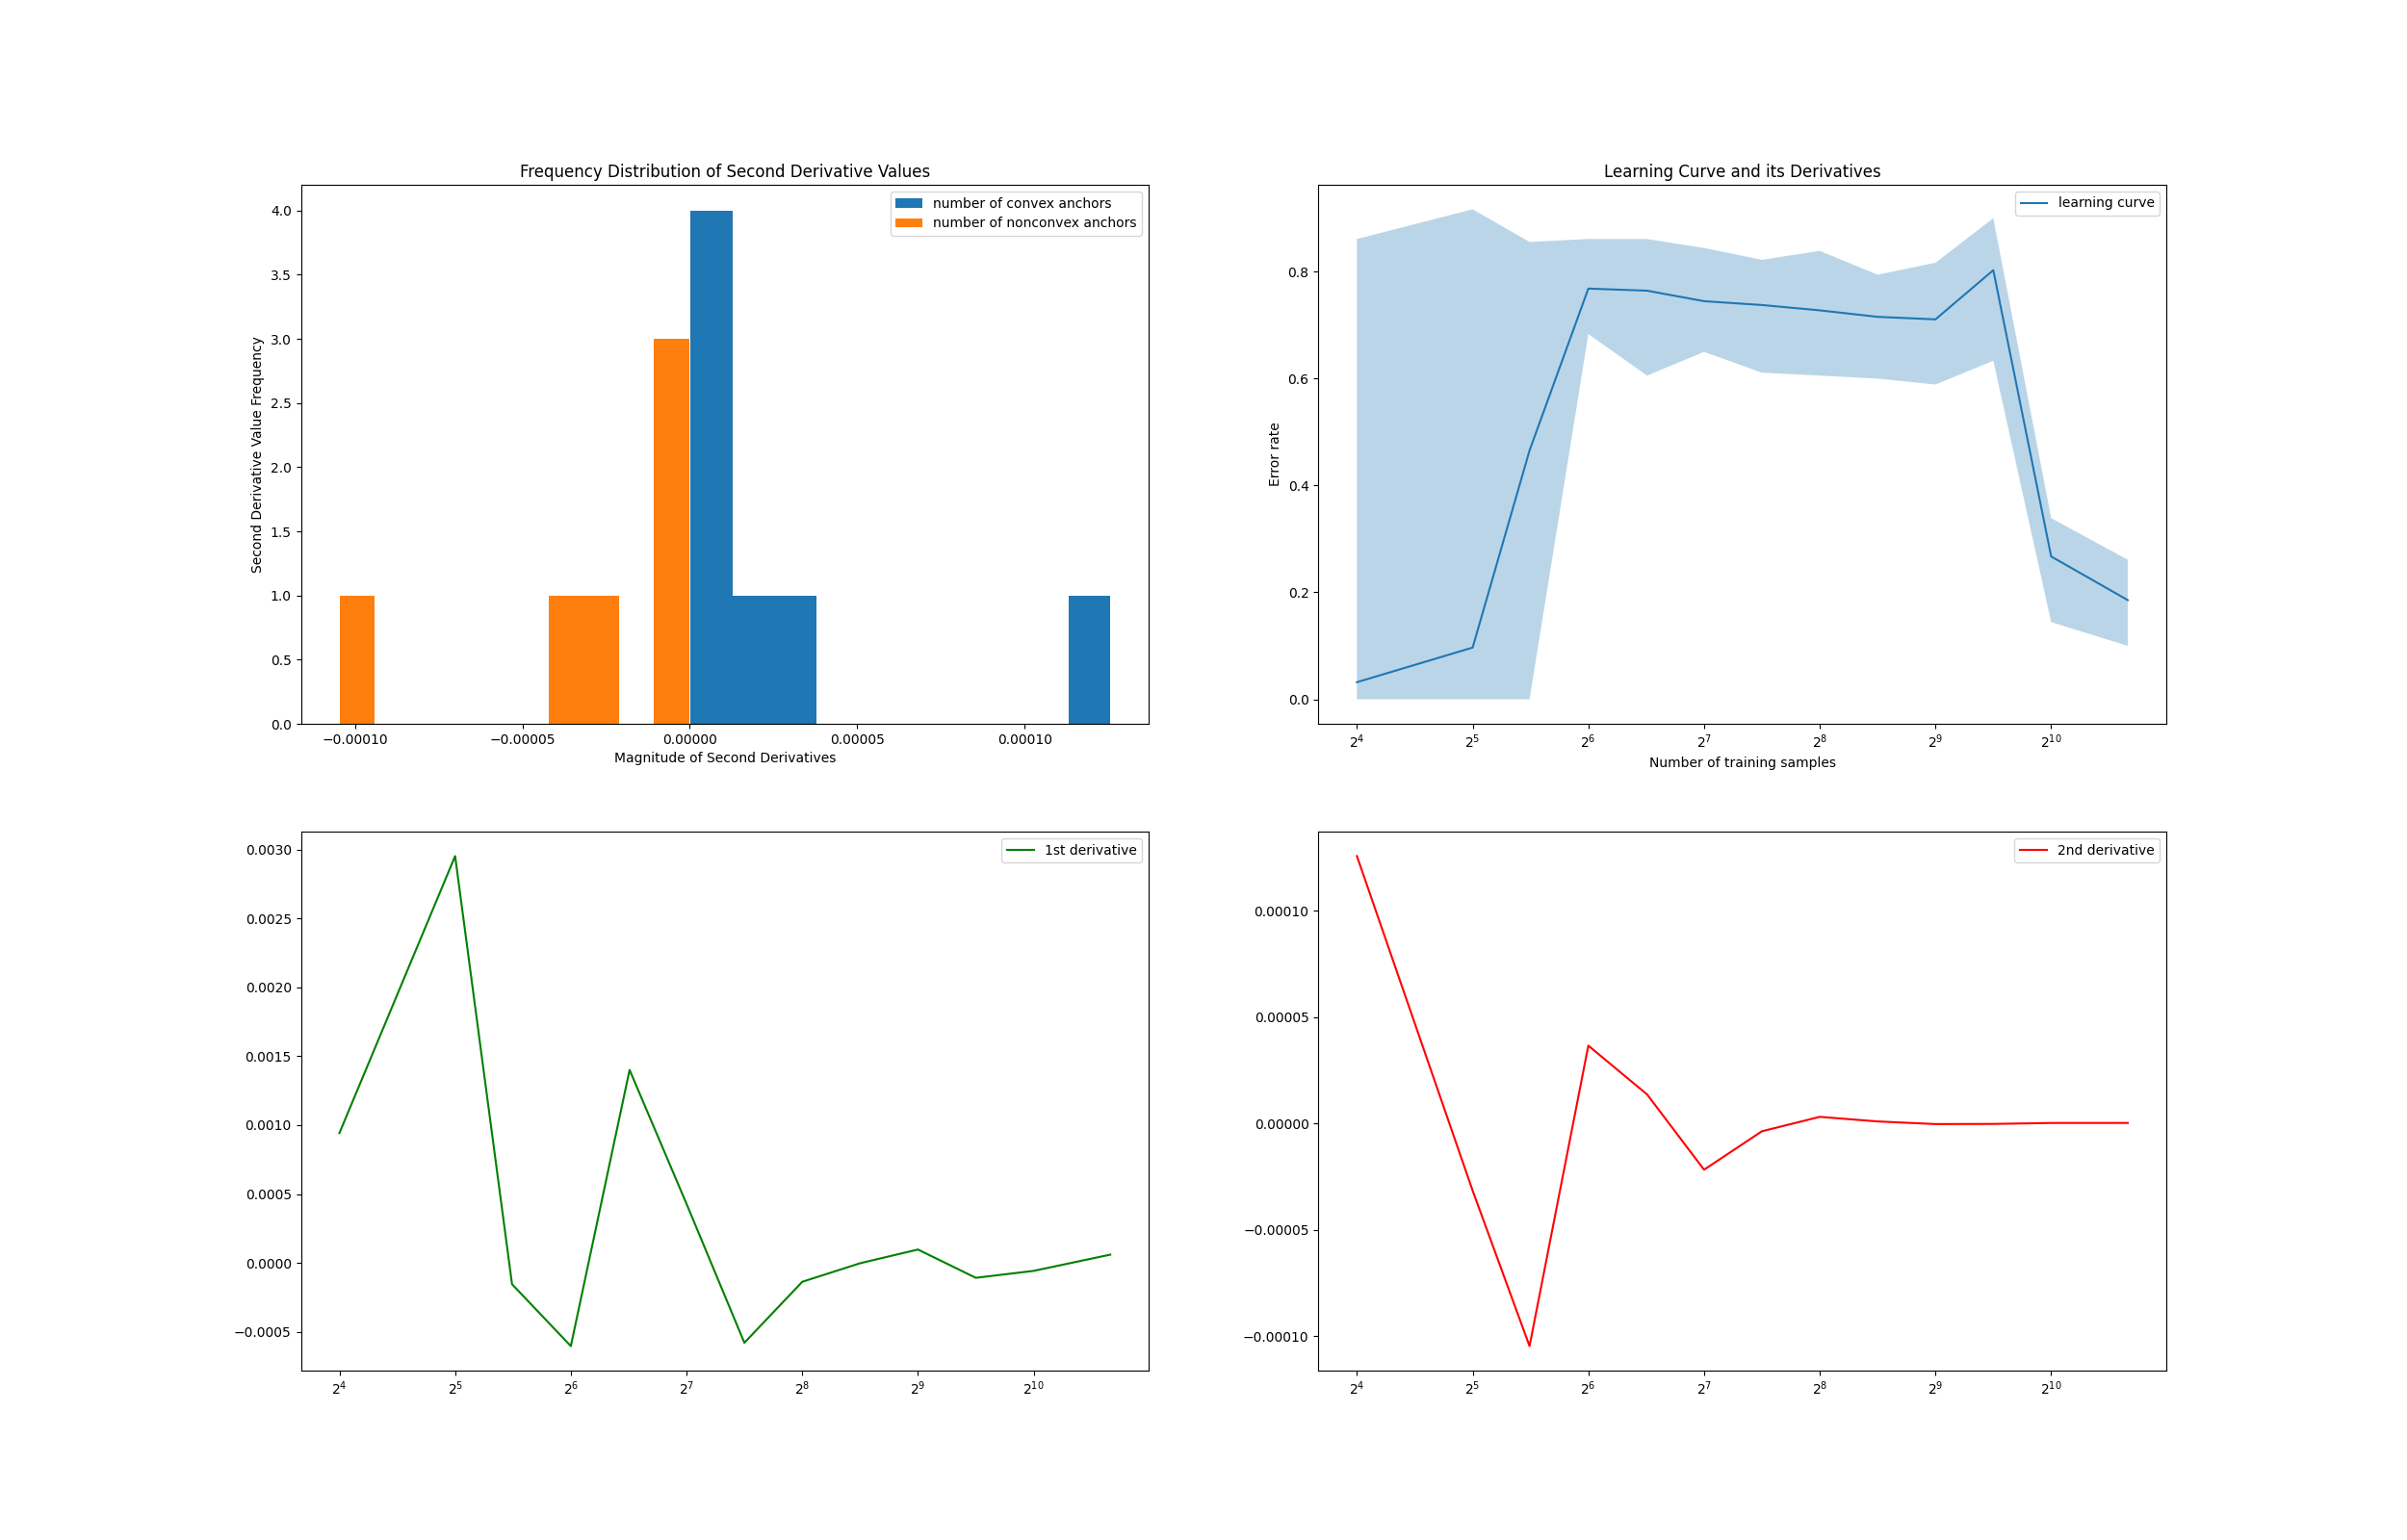 Frequency Distribution of Second Derivative Values
number of convex anchors
number of nonconvex anchors
Second Derivative Value Frequency
4.0
3.5
3.0
2.5
2.0
1.5
1.0
0.5
0.0
−0.00010 −0.00005 0.00000 0.00005 0.00010
Magnitude of Second Derivatives
Learning Curve and its Derivatives
learning curve
Error rate
0.8
0.6
0.4
0.2
0.0
2⁴ 2⁵ 2⁶ 2⁷ 2⁸ 2⁹ 2¹⁰
Number of training samples
1st derivative
0.0030
0.0025
0.0020
0.0015
0.0010
0.0005
0.0000
−0.0005
2⁴ 2⁵ 2⁶ 2⁷ 2⁸ 2⁹ 2¹⁰
2nd derivative
0.00010
0.00005
0.00000
−0.00005
−0.00010
2⁴ 2⁵ 2⁶ 2⁷ 2⁸ 2⁹ 2¹⁰